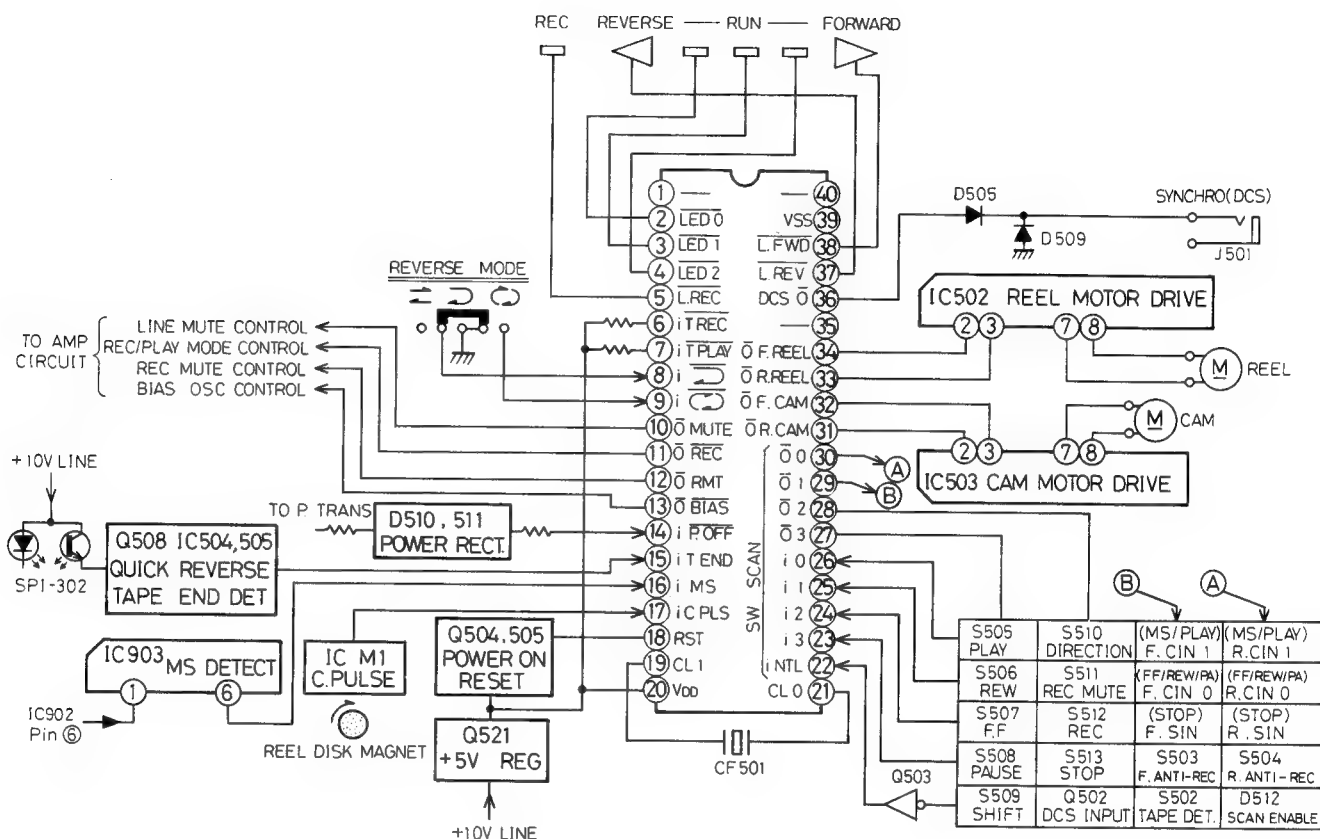 REC REVERSE — RUN — FORWARD
1 — — 40
2 LED 0 VSS 39
3 LED 1 L.FWD 38
4 LED 2 L.REV 37
5 L.REC DCS O 36
6 i T REC — 35
7 i T PLAY O F.REEL 34
8 i O R.REEL 33
9 i O F.CAM 32
10 O MUTE O R.CAM 31
11 O REC O 0 30
12 O RMT O 1 29
13 O BIAS O 2 28
14 i P.OFF O 3 27
15 i T END i 0 26
16 i MS i 1 25
17 i C PLS i 2 24
18 RST i 3 23
19 CL I i NTL 22
20 VDD CL O 21
SW SCAN
D505
D509
SYNCHRO(DCS)
J501
IC502 REEL MOTOR DRIVE
2 3 7 8
M REEL
M CAM
2 3 7 8
IC503 CAM MOTOR DRIVE
A
B
REVERSE MODE
TO AMP
CIRCUIT
LINE MUTE CONTROL
REC/PLAY MODE CONTROL
REC MUTE CONTROL
BIAS OSC CONTROL
+10V LINE
SPI-302
Q508 IC504,505
QUICK REVERSE
TAPE END DET
TO P TRANS
D510, 511
POWER RECT.
IC903 MS DETECT
1 6
IC902
Pin ⑥
IC M1
C.PULSE
REEL DISK MAGNET
Q504,505
POWER ON
RESET
Q521
+5V REG
+10V LINE
CF501
Q503
B A
S505 S510 (MS/PLAY) (MS/PLAY)
PLAY DIRECTION F. CIN 1 R.CIN 1
S506 S511 (FF/REW/PA) (FF/REW/PA)
REW REC MUTE F. CIN 0 R.CIN 0
S507 S512 (STOP) (STOP)
F.F REC F. SIN R. SIN
S508 S513 S503 S504
PAUSE STOP F. ANTI-REC R. ANTI-REC
S509 Q502 S502 D512
SHIFT DCS INPUT TAPE DET. SCAN ENABLE